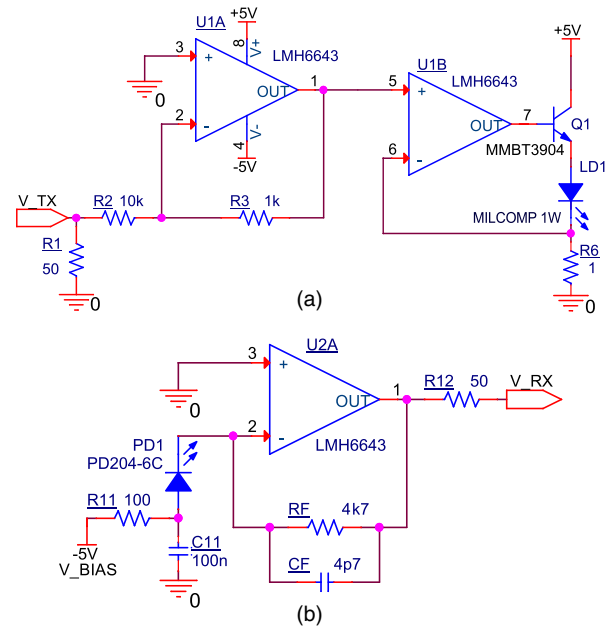 U1A
+5V
3
+
8
V+
LMH6643
OUT
1
0
2
-
4
V-
-5V
V_TX
R2 10k
R3 1k
R1
50
0
U1B
+5V
5
+
LMH6643
OUT
7
Q1
MMBT3904
6
-
LD1
MILCOMP 1W
R6
1
0
(a)
U2A
3
+
0
OUT
1
R12 50
V_RX
2
-
LMH6643
PD1
PD204-6C
R11 100
-5V
V_BIAS
C11
100n
0
RF 4k7
CF 4p7
(b)